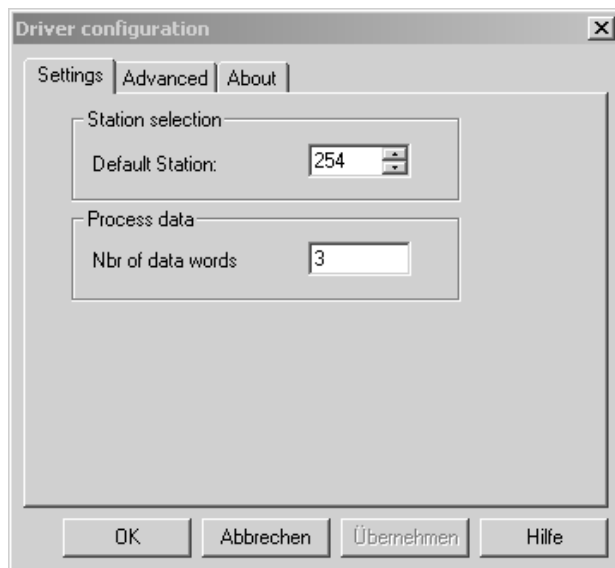 Driver configuration
Settings Advanced About
Station selection
Default Station: 254
Process data
Nbr of data words 3
OK Abbrechen Übernehmen Hilfe